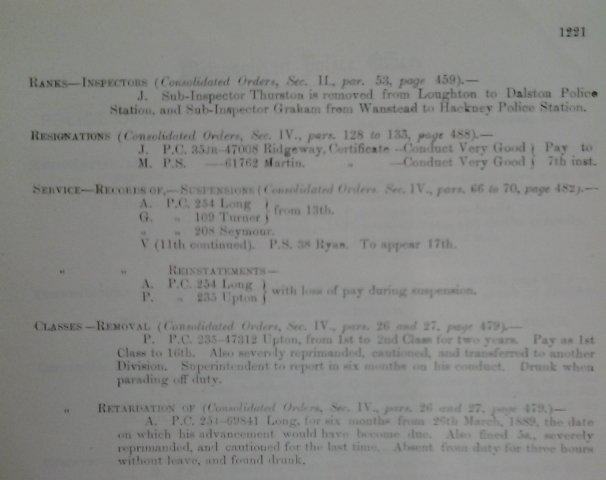 1221
RANKS—INSPECTORS (Consolidated Orders, Sec. II., par. 53, page 459).—
J. Sub-Inspector Thurston is removed from Loughton to Dalston Police
Station, and Sub-Inspector Graham from Wanstead to Hackney Police Station.
RESIGNATIONS (Consolidated Orders, Sec. IV., pars. 128 to 133, page 488).—
J. P.C. 35JR—47008 Ridgeway, Certificate—Conduct Very Good } Pay to
M. P.S. —61762 Martin. „ —Conduct Very Good } 7th inst.
SERVICE—RECORDS OF,—SUSPENSIONS (Consolidated Orders. Sec. IV., pars. 66 to 70, page 482).—
A. P.C. 254 Long } from 13th.
G. „ 109 Turner }
„ „ 208 Seymour.
V (11th continued). P.S. 38 Ryan. To appear 17th.
„ „ REINSTATEMENTS—
A. P.C. 254 Long } with loss of pay during suspension.
P. „ 235 Upton }
CLASSES—REMOVAL (Consolidated Orders, Sec. IV., pars. 26 and 27, page 479).—
P. P.C. 235—47312 Upton, from 1st to 2nd Class for two years. Pay as 1st
Class to 16th. Also severely reprimanded, cautioned, and transferred to another
Division. Superintendent to report in six months on his conduct. Drunk when
parading off duty.
„ RETARDATION OF (Consolidated Orders, Sec. IV., pars. 26 and 27, page 479.)—
A. P.C. 254—69841 Long, for six months from 26th March, 1889, the date
on which his advancement would have become due. Also fined 5s., severely
reprimanded, and cautioned for the last time. Absent from duty for three hours
without leave, and found drunk.